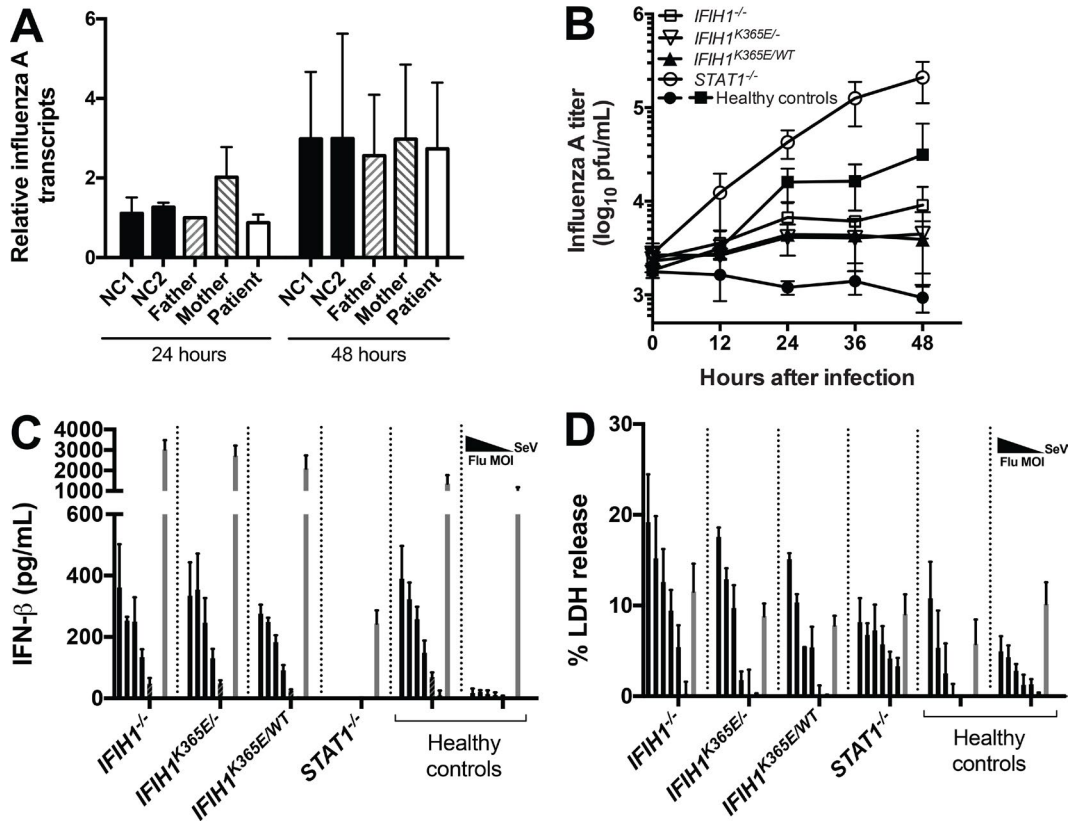 A
Relative influenza A
transcripts
6
4
2
0
NC1
NC2
Father
Mother
Patient
NC1
NC2
Father
Mother
Patient
24 hours
48 hours
B
Influenza A titer
(log10 pfu/mL)
6
5
4
3
IFIH1-/-
IFIH1K365E/-
IFIH1K365E/WT
STAT1-/-
Healthy controls
0 12 24 36 48
Hours after infection
C
IFN-β (pg/mL)
4000
3000
2000
1000
600
400
200
0
SeV
Flu MOI
IFIH1-/-
IFIH1K365E/-
IFIH1K365E/WT
STAT1-/-
Healthy
controls
D
% LDH release
30
20
10
0
SeV
Flu MOI
IFIH1-/-
IFIH1K365E/-
IFIH1K365E/WT
STAT1-/-
Healthy
controls